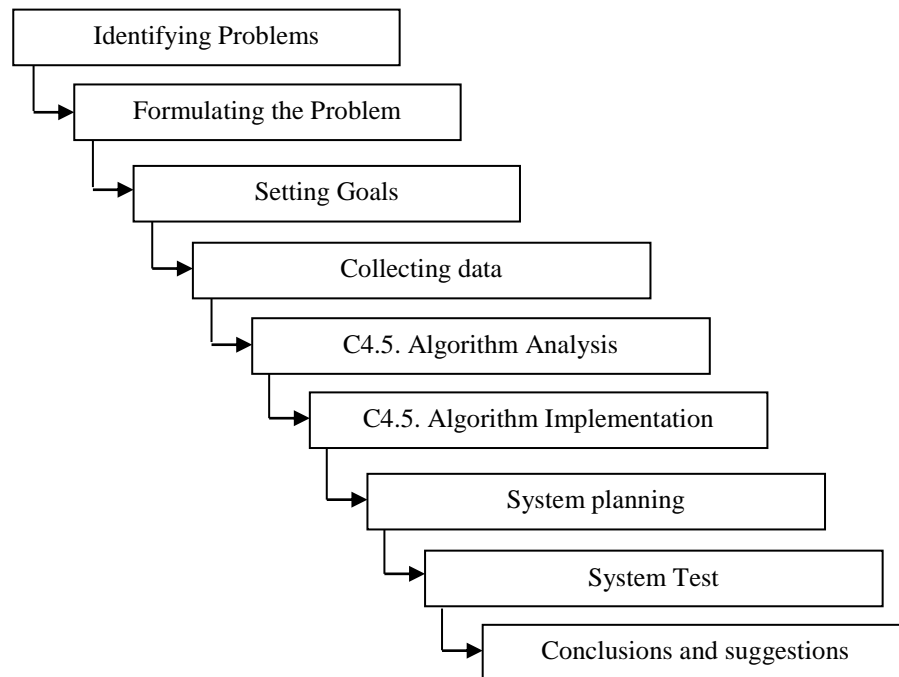 Identifying Problems
Formulating the Problem
Setting Goals
Collecting data
C4.5. Algorithm Analysis
C4.5. Algorithm Implementation
System planning
System Test
Conclusions and suggestions